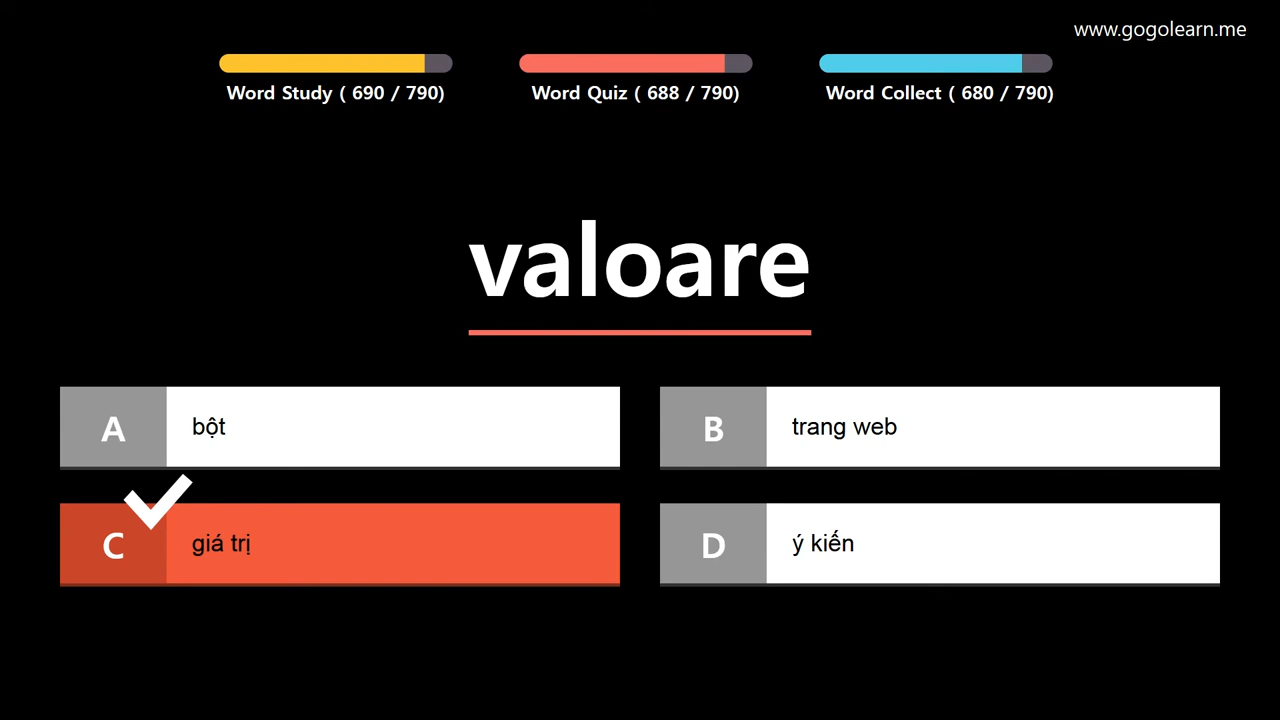 www.gogolearn.me
Word Study ( 690 / 790)
Word Quiz ( 688 / 790)
Word Collect ( 680 / 790)
valoare
A
bột
B
trang web
C
giá trị
D
ý kiến